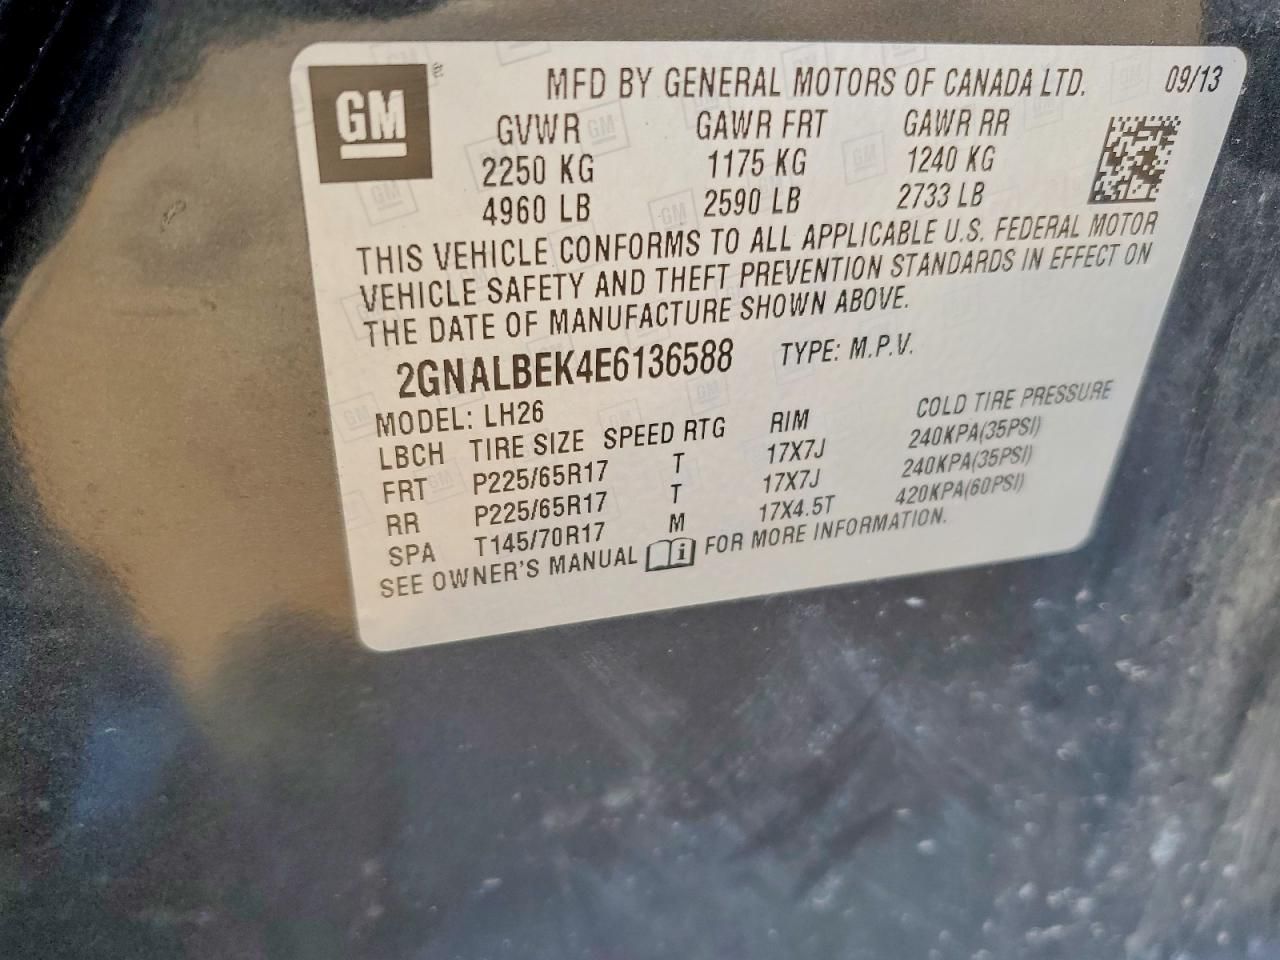 GM
MFD BY GENERAL MOTORS OF CANADA LTD. 09/13
GVWR GAWR FRT GAWR RR
2250 KG 1175 KG 1240 KG
4960 LB 2590 LB 2733 LB
THIS VEHICLE CONFORMS TO ALL APPLICABLE U.S. FEDERAL MOTOR
VEHICLE SAFETY AND THEFT PREVENTION STANDARDS IN EFFECT ON
THE DATE OF MANUFACTURE SHOWN ABOVE.
2GNALBEK4E6136588 TYPE: M.P.V.
MODEL: LH26
LBCH TIRE SIZE SPEED RTG RIM COLD TIRE PRESSURE
FRT P225/65R17 T 17X7J 240KPA(35PSI)
RR P225/65R17 T 17X7J 240KPA(35PSI)
SPA T145/70R17 M 17X4.5T 420KPA(60PSI)
SEE OWNER'S MANUAL FOR MORE INFORMATION.